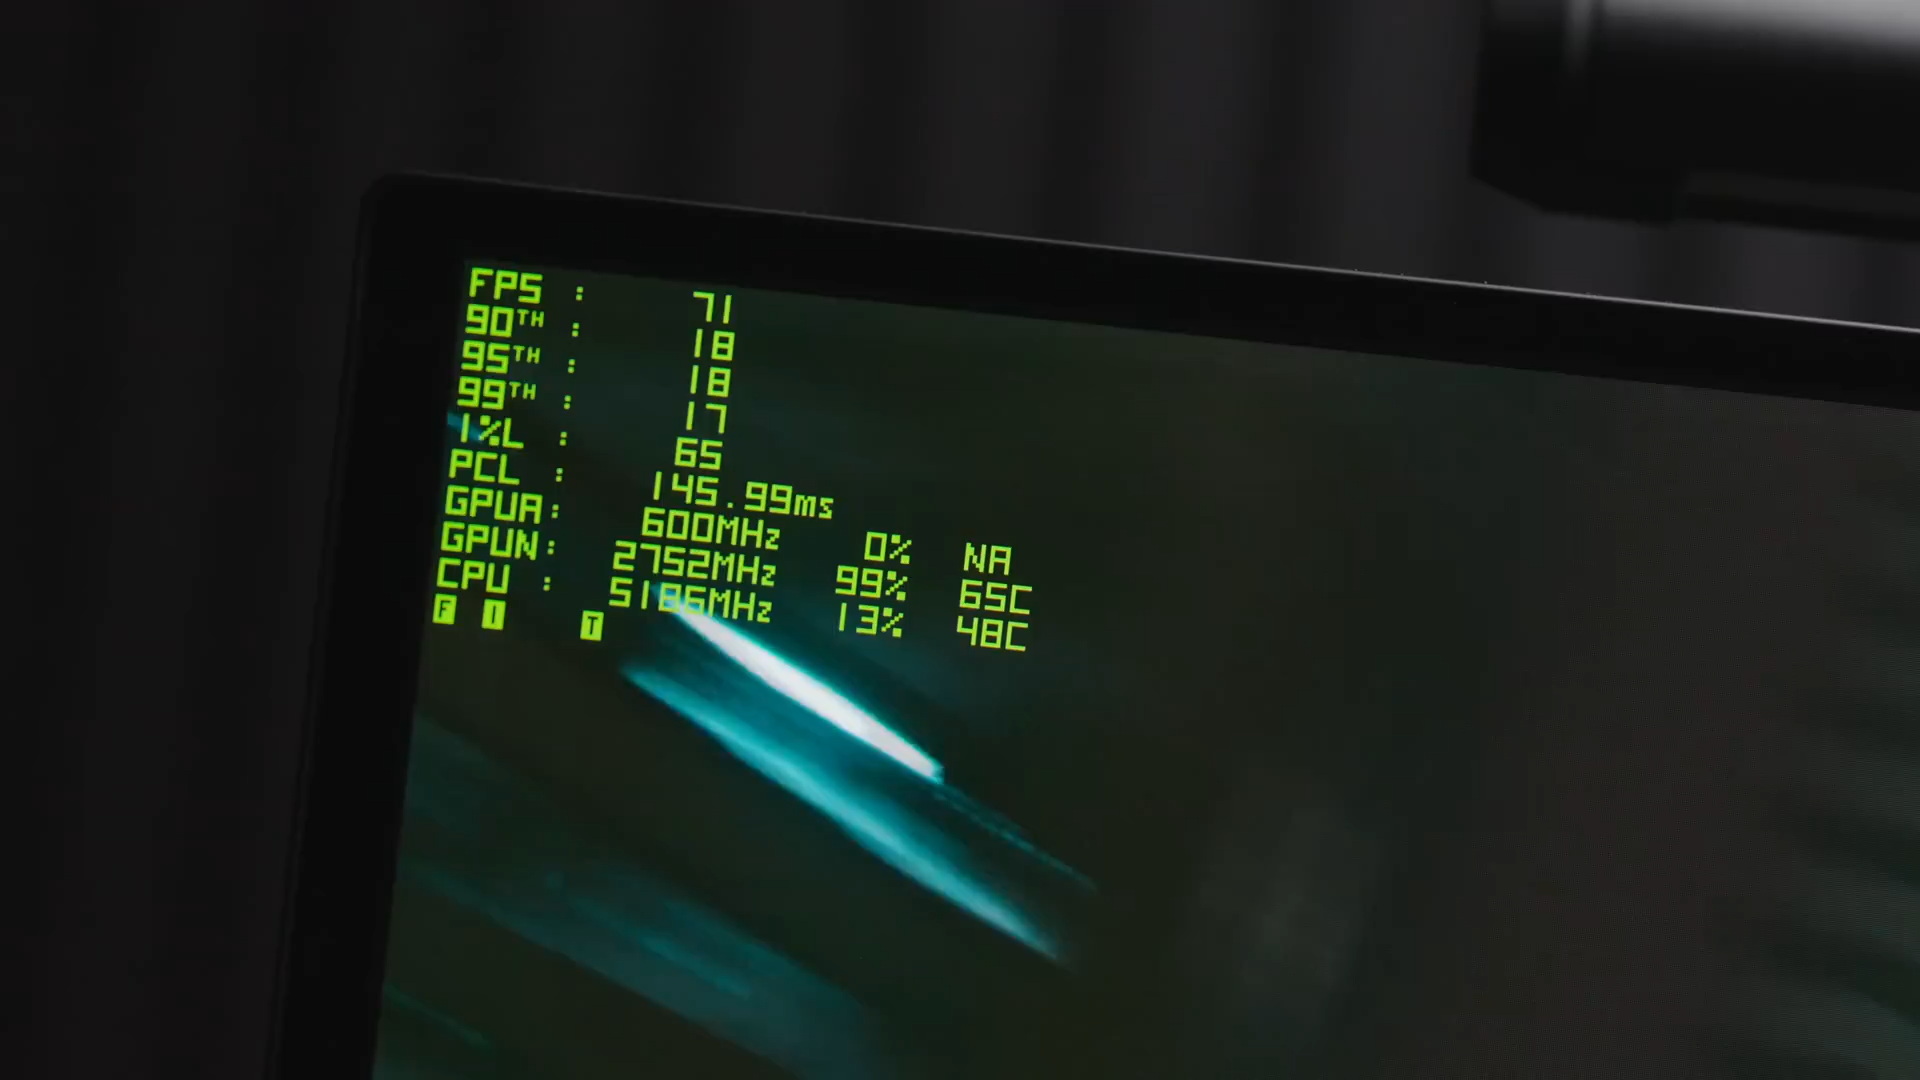 FPS : 71
90TH : 18
95TH : 18
99TH : 17
1%L : 65
PCL : 145.99ms
GPUA: 600MHz 0% NA
GPUN: 2752MHz 99% 65C
CPU : 5186MHz 13% 48C
F I T